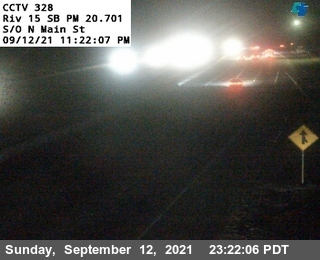 CCTV 328
Riv 15 SB PM 20.701
S/O N Main St
09/12/21 11:22:07 PM
Sunday, September 12, 2021 23:22:06 PDT